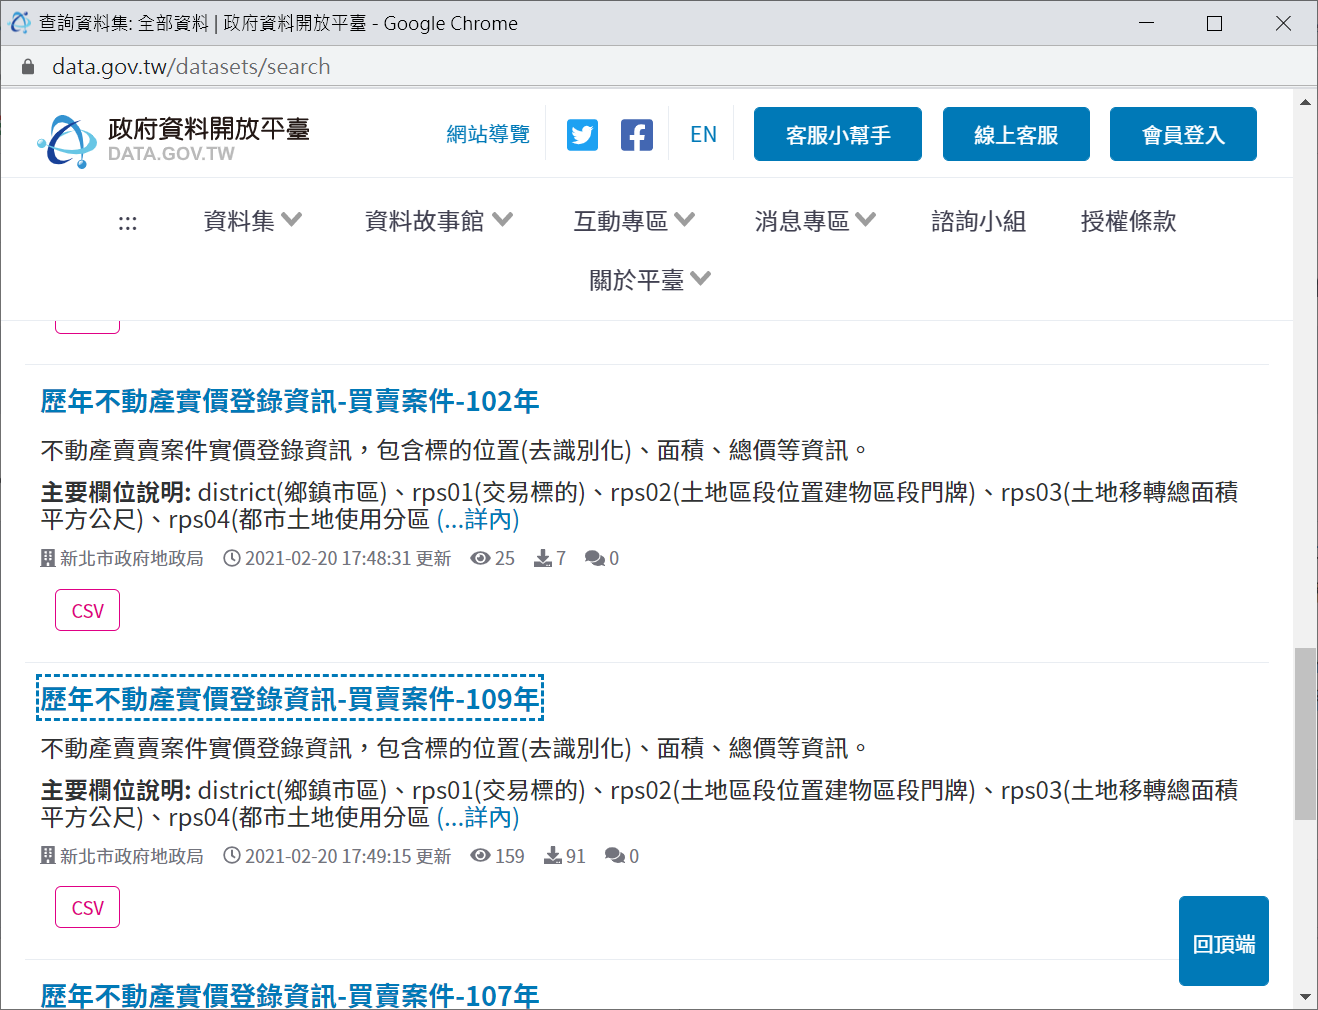 查詢資料集: 全部資料 | 政府資料開放平臺 - Google Chrome
data.gov.tw/datasets/search
政府資料開放平臺
DATA.GOV.TW
網站導覽
EN
客服小幫手
線上客服
會員登入
:::
資料集
資料故事館
互動專區
消息專區
諮詢小組
授權條款
關於平臺
歷年不動產實價登錄資訊-買賣案件-102年
不動產賣賣案件實價登錄資訊，包含標的位置(去識別化)、面積、總價等資訊。
主要欄位說明: district(鄉鎮市區)、rps01(交易標的)、rps02(土地區段位置建物區段門牌)、rps03(土地移轉總面積
平方公尺)、rps04(都市土地使用分區 (...詳內)
新北市政府地政局 2021-02-20 17:48:31 更新 25 7 0
CSV
歷年不動產實價登錄資訊-買賣案件-109年
不動產賣賣案件實價登錄資訊，包含標的位置(去識別化)、面積、總價等資訊。
主要欄位說明: district(鄉鎮市區)、rps01(交易標的)、rps02(土地區段位置建物區段門牌)、rps03(土地移轉總面積
平方公尺)、rps04(都市土地使用分區 (...詳內)
新北市政府地政局 2021-02-20 17:49:15 更新 159 91 0
CSV
回頂端
歷年不動產實價登錄資訊-買賣案件-107年